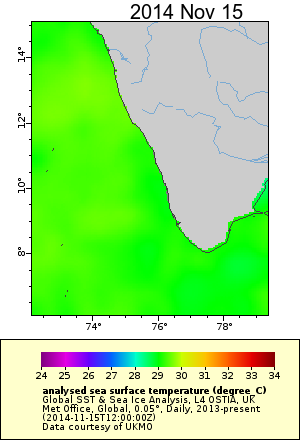 2014 Nov 15
14°
12°
10°
8°
74°
76°
78°
24 25 26 27 28 29 30 31 32 33 34
analysed sea surface temperature (degree_C)
Global SST & Sea Ice Analysis, L4 OSTIA, UK
Met Office, Global, 0.05°, Daily, 2013-present
(2014-11-15T12:00:00Z)
Data courtesy of UKMO